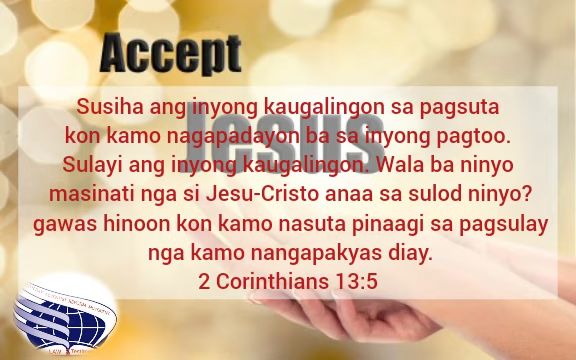 Accept
Jesus
Susiha ang inyong kaugalingon sa pagsuta
kon kamo nagapadayon ba sa inyong pagtoo.
Sulayi ang inyong kaugalingon. Wala ba ninyo
masinati nga si Jesu-Cristo anaa sa sulod ninyo?
gawas hinoon kon kamo nasuta pinaagi sa pagsulay
nga kamo nangapakyas diay.
2 Corinthians 13:5